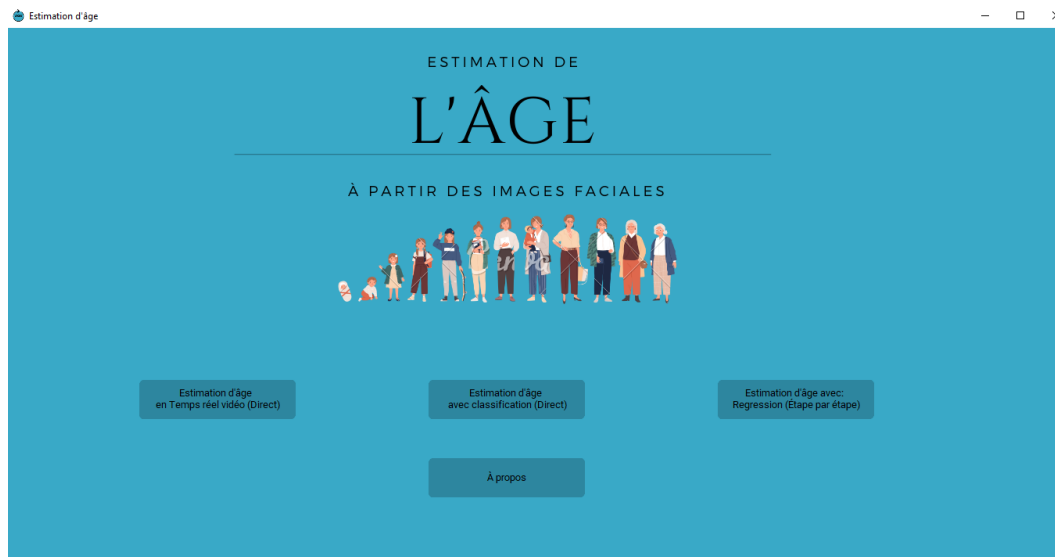 Estimation d'âge
ESTIMATION DE
L'ÂGE
À PARTIR DES IMAGES FACIALES
Estimation d'âge
en Temps réel vidéo (Direct)
Estimation d'âge
avec classification (Direct)
Estimation d'âge avec:
Regression (Étape par étape)
À propos